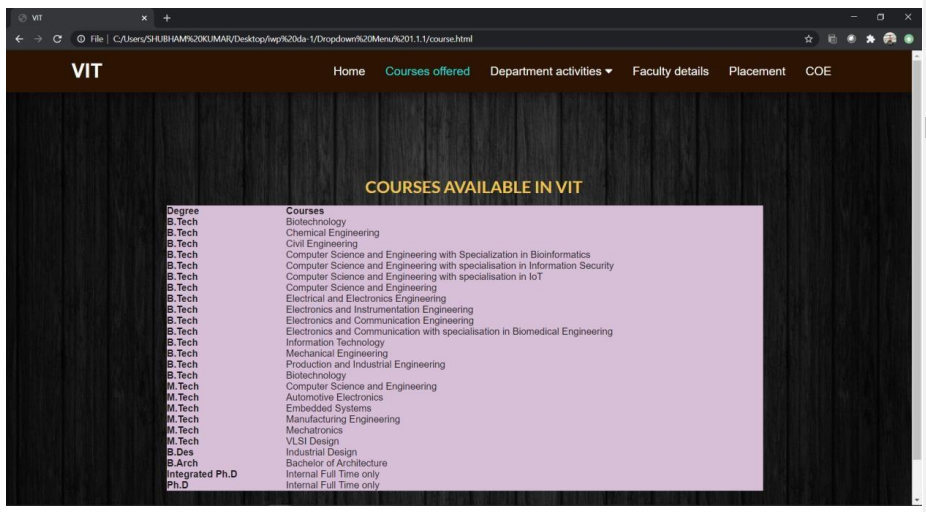 VIT
File | C:/Users/SHUBHAM%20KUMAR/Desktop/iwp%20da-1/Dropdown%20Menu%201.1.1/course.html
VIT Home Courses offered Department activities Faculty details Placement COE
COURSES AVAILABLE IN VIT
Degree Courses
B.Tech Biotechnology
B.Tech Chemical Engineering
B.Tech Civil Engineering
B.Tech Computer Science and Engineering with Specialization in Bioinformatics
B.Tech Computer Science and Engineering with specialisation in Information Security
B.Tech Computer Science and Engineering with specialisation in IoT
B.Tech Computer Science and Engineering
B.Tech Electrical and Electronics Engineering
B.Tech Electronics and Instrumentation Engineering
B.Tech Electronics and Communication Engineering
B.Tech Electronics and Communication with specialisation in Biomedical Engineering
B.Tech Information Technology
B.Tech Mechanical Engineering
B.Tech Production and Industrial Engineering
B.Tech Biotechnology
M.Tech Computer Science and Engineering
M.Tech Automotive Electronics
M.Tech Embedded Systems
M.Tech Manufacturing Engineering
M.Tech Mechatronics
M.Tech VLSI Design
B.Des Industrial Design
B.Arch Bachelor of Architecture
Integrated Ph.D Internal Full Time only
Ph.D Internal Full Time only